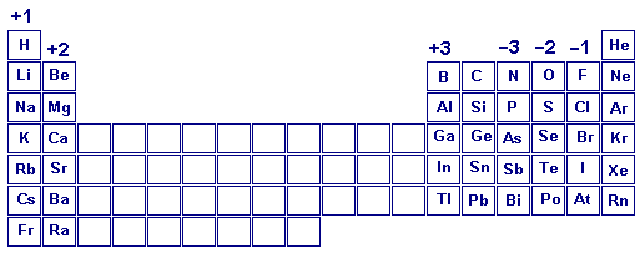 +1
H He
+2 +3 −3 −2 −1
Li Be B C N O F Ne
Na Mg Al Si P S Cl Ar
K Ca Ga Ge As Se Br Kr
Rb Sr In Sn Sb Te I Xe
Cs Ba Tl Pb Bi Po At Rn
Fr Ra